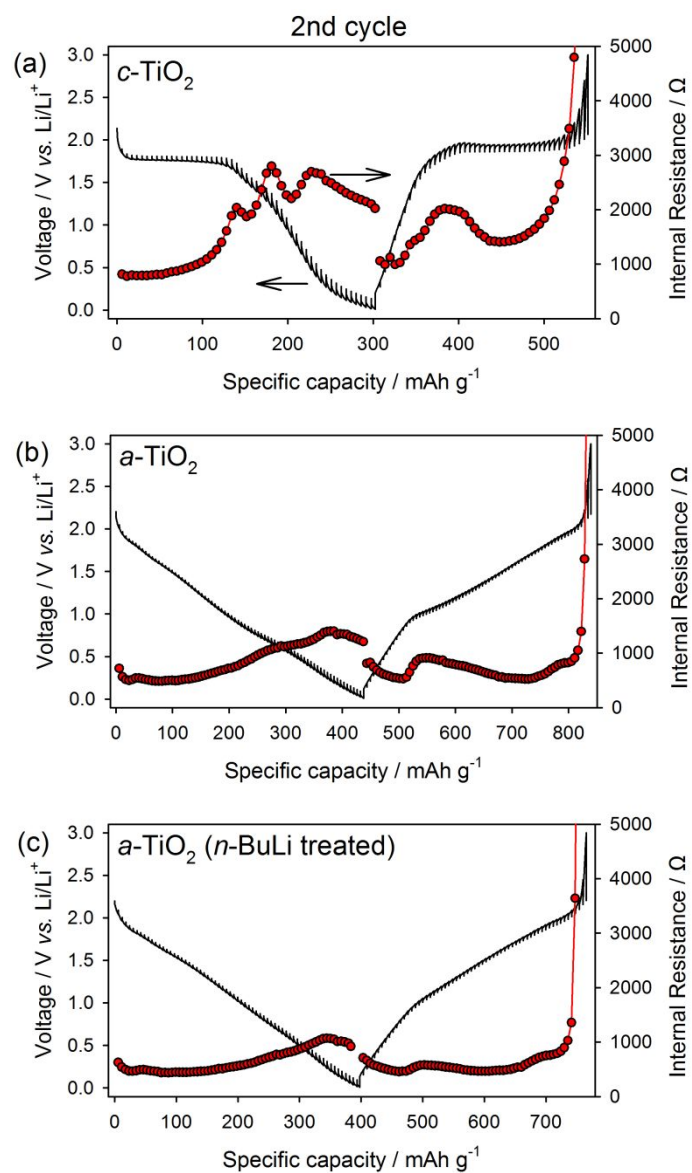 2nd cycle
(a)
c-TiO₂
3.0
2.5
2.0
1.5
1.0
0.5
0.0
Voltage / V vs. Li/Li⁺
5000
4000
3000
2000
1000
0
Internal Resistance / Ω
0 100 200 300 400 500
Specific capacity / mAh g⁻¹
(b)
a-TiO₂
3.0
2.5
2.0
1.5
1.0
0.5
0.0
Voltage / V vs. Li/Li⁺
5000
4000
3000
2000
1000
0
Internal Resistance / Ω
0 100 200 300 400 500 600 700 800
Specific capacity / mAh g⁻¹
(c)
a-TiO₂ (n-BuLi treated)
3.0
2.5
2.0
1.5
1.0
0.5
0.0
Voltage / V vs. Li/Li⁺
5000
4000
3000
2000
1000
0
Internal Resistance / Ω
0 100 200 300 400 500 600 700
Specific capacity / mAh g⁻¹